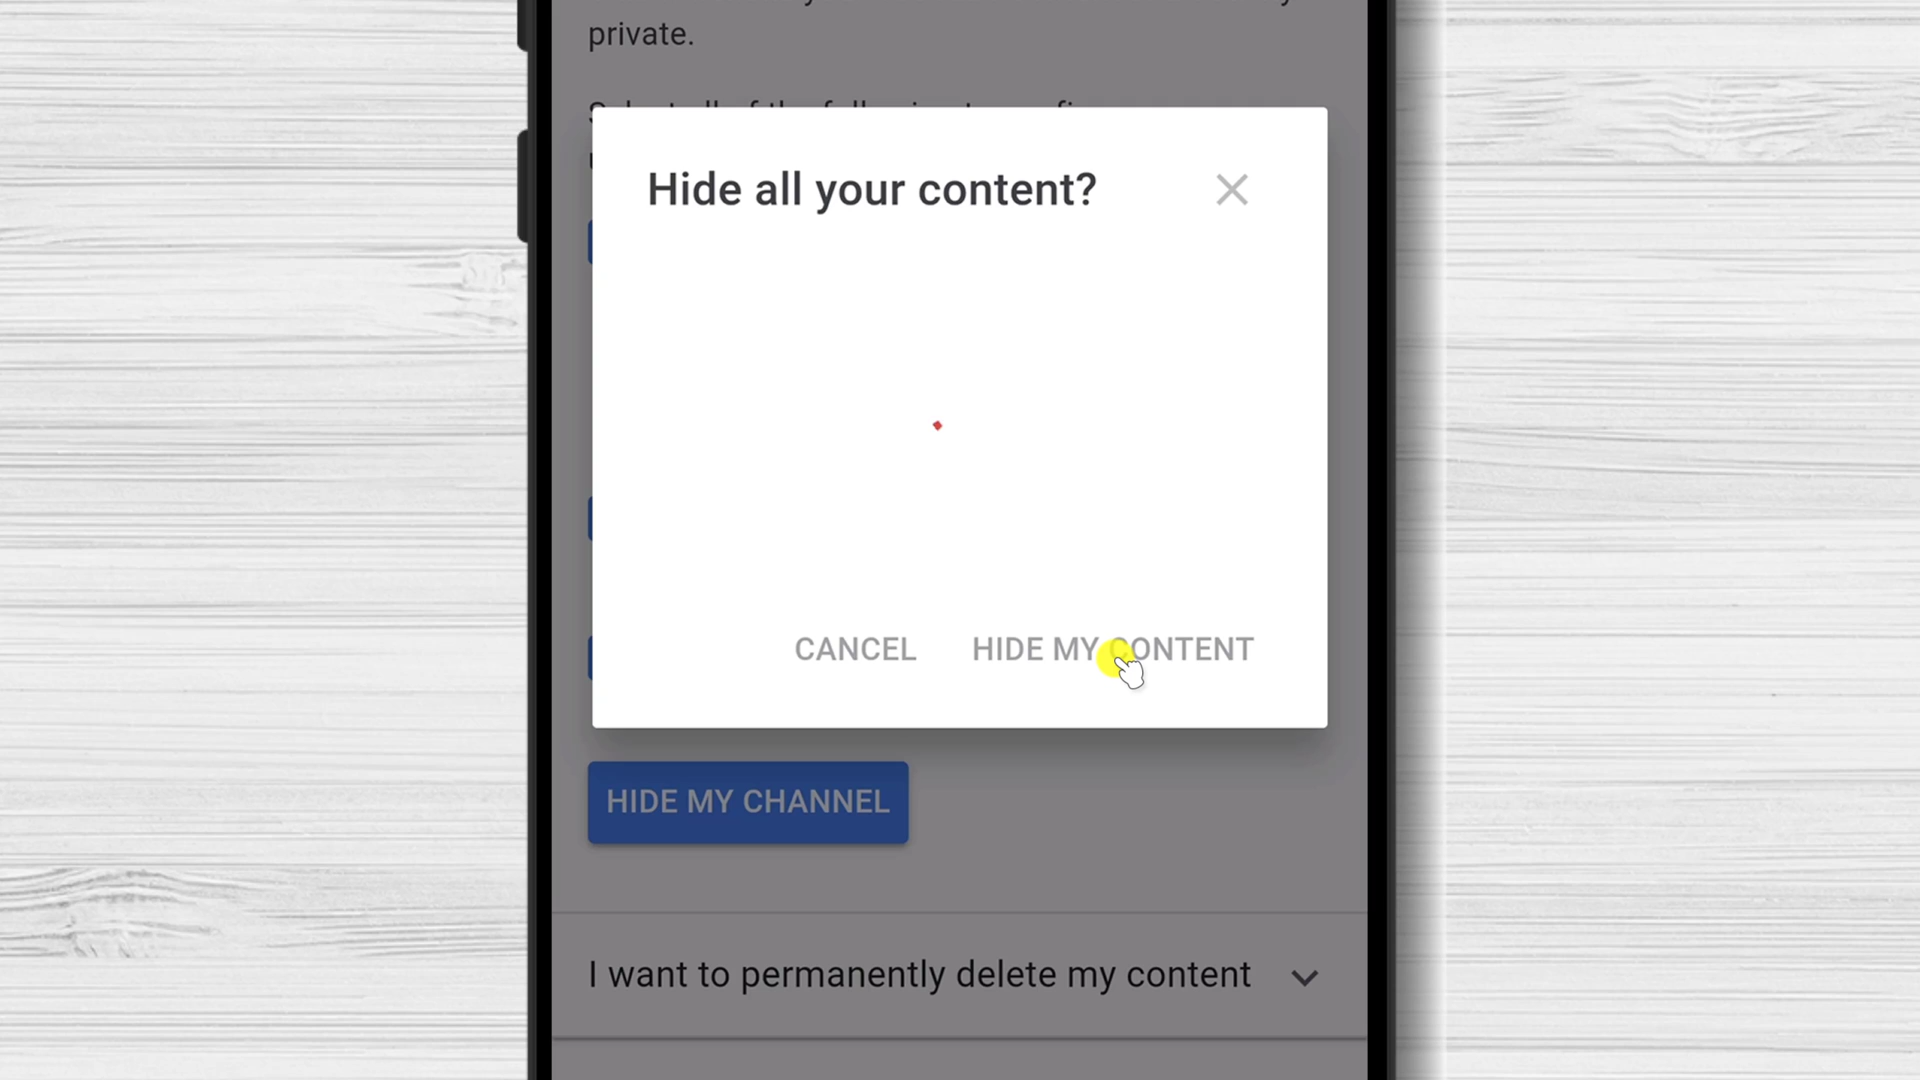 private.
Hide all your content?
CANCEL HIDE MY CONTENT
HIDE MY CHANNEL
I want to permanently delete my content